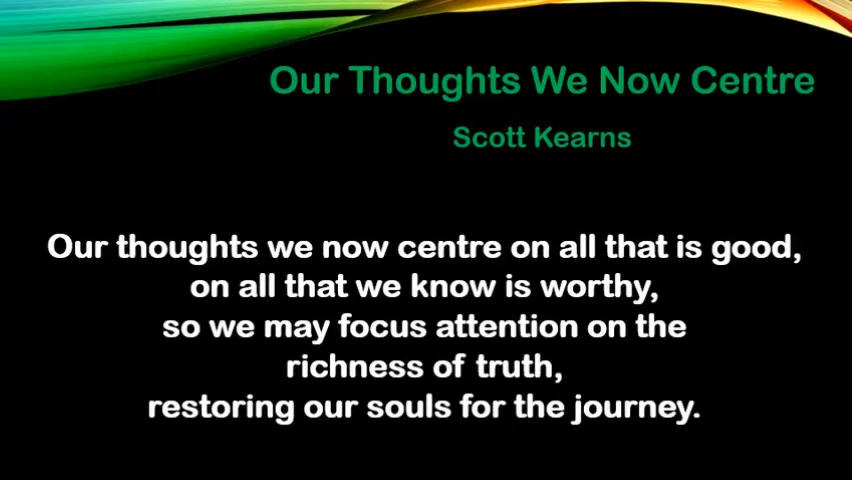 Our Thoughts We Now Centre
Scott Kearns
Our thoughts we now centre on all that is good,
on all that we know is worthy,
so we may focus attention on the
richness of truth,
restoring our souls for the journey.